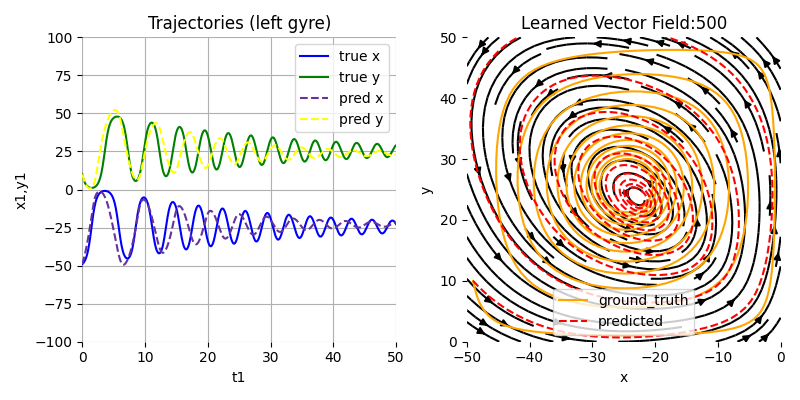 Trajectories (left gyre)
100
75
50
25
0
−25
−50
−75
−100
x1,y1
0
10
20
30
40
50
t1
true x
true y
pred x
pred y
Learned Vector Field:500
50
40
30
20
10
0
y
−50
−40
−30
−20
−10
0
x
ground_truth
predicted